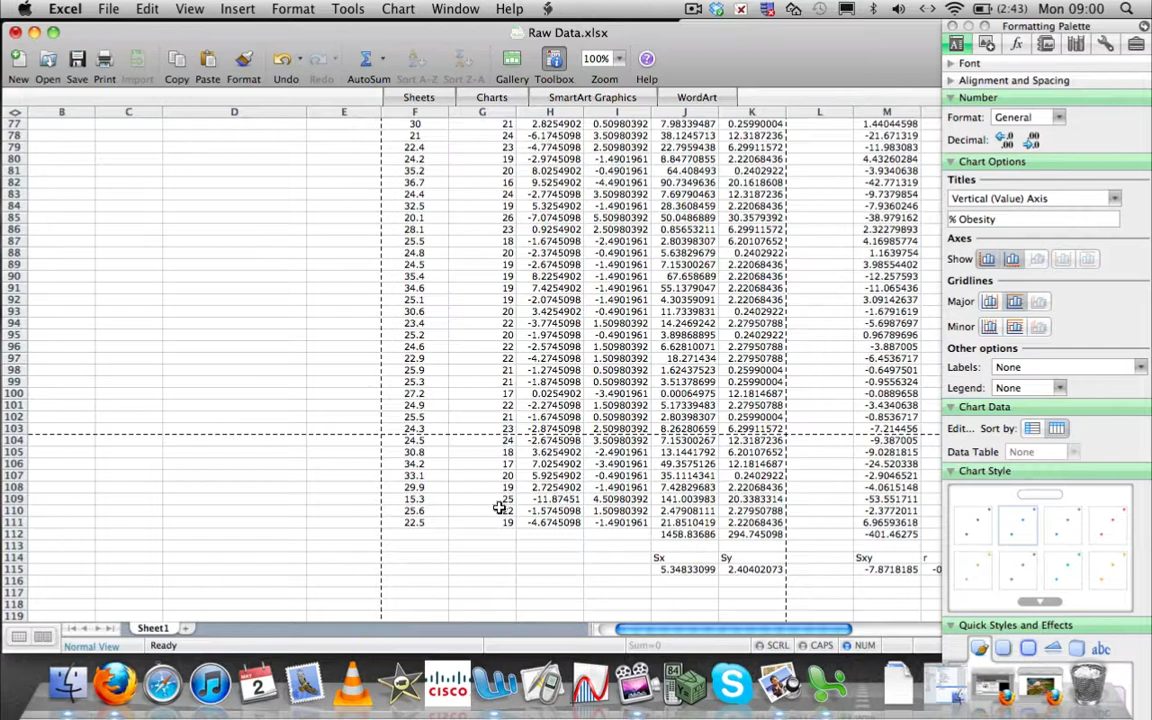 Excel File Edit View Insert Format Tools Chart Window Help (2:43) Mon 09:00
Raw Data.xlsx
New Open Save Print Import Copy Paste Format Undo Redo AutoSum Sort A-Z Sort Z-A Gallery Toolbox 100% Zoom Help
Sheets Charts SmartArt Graphics WordArt
B C D E F G H I J K L M
77 30 21 2.8254902 0.50980392 7.98339487 0.25990004 1.44044598
78 21 24 -6.1745098 3.50980392 38.1245713 12.3187236 -21.671319
79 22.4 23 -4.7745098 2.50980392 22.7959438 6.29911572 -11.983083
80 24.2 19 -2.9745098 -1.4901961 8.84770855 2.22068436 4.43260284
81 35.2 20 8.0254902 -0.4901961 64.408493 0.2402922 -3.9340638
82 36.7 16 9.5254902 -4.4901961 90.7349636 20.1618608 -42.771319
83 24.4 24 -2.7745098 3.50980392 7.69790465 12.3187236 -9.7379854
84 32.5 19 5.3254902 -1.4901961 28.3608459 2.22068436 -7.9360246
85 20.1 26 -7.0745098 5.50980392 50.0486889 30.3579392 -38.979162
86 28.1 23 0.9254902 2.50980392 0.85653211 6.29911572 2.32279893
87 25.5 18 -1.6745098 -2.4901961 2.80398307 6.20107652 4.16985774
88 24.8 20 -2.3745098 -0.4901961 5.63829679 0.2402922 1.1639754
89 24.5 19 -2.6745098 -1.4901961 7.15300267 2.22068436 3.98554402
90 35.4 19 8.2254902 -1.4901961 67.658689 2.22068436 -12.257593
91 34.6 19 7.4254902 -1.4901961 55.1379047 2.22068436 -11.065436
92 25.1 19 -2.0745098 -1.4901961 4.30359091 2.22068436 3.09142637
93 30.6 20 3.4254902 -0.4901961 11.7339831 0.2402922 -1.6791619
94 23.4 22 -3.7745098 1.50980392 14.2469242 2.27950788 -5.6987697
95 25.2 20 -1.9745098 -0.4901961 3.89868895 0.2402922 0.96789696
96 24.6 22 -2.5745098 1.50980392 6.62810071 2.27950788 -3.887005
97 22.9 22 -4.2745098 1.50980392 18.271434 2.27950788 -6.4536717
98 25.9 21 -1.2745098 0.50980392 1.62437523 0.25990004 -0.6497501
99 25.3 21 -1.8745098 0.50980392 3.51378699 0.25990004 -0.9556324
100 27.2 17 0.0254902 -3.4901961 0.00064975 12.1814687 -0.0889658
101 24.9 22 -2.2745098 1.50980392 5.17339483 2.27950788 -3.4340638
102 25.5 21 -1.6745098 0.50980392 2.80398307 0.25990004 -0.8536717
103 24.3 23 -2.8745098 2.50980392 8.26280659 6.29911572 -7.214456
104 24.5 24 -2.6745098 3.50980392 7.15300267 12.3187236 -9.387005
105 30.8 18 3.6254902 -2.4901961 13.1441792 6.20107652 -9.0281815
106 34.2 17 7.0254902 -3.4901961 49.3575126 12.1814687 -24.520338
107 33.1 20 5.9254902 -0.4901961 35.1114341 0.2402922 -2.9046521
108 29.9 19 2.7254902 -1.4901961 7.42829683 2.22068436 -4.0615148
109 15.3 25 -11.87451 4.50980392 141.003983 20.3383314 -53.551711
110 25.6 -1.5745098 1.50980392 2.47908111 2.27950788 -2.3772011
111 22.5 19 -4.6745098 -1.4901961 21.8510419 2.22068436 6.96593618
112 1458.83686 294.745098 -401.46275
113
114 Sx Sy Sxy r
115 5.34833099 2.40402073 -7.8718185
116
117
118
119
Sheet1
Normal View Ready Sum=0 SCRL CAPS NUM
Formatting Palette
Font
Alignment and Spacing
Number
Format: General
Decimal:
Chart Options
Titles
Vertical (Value) Axis
% Obesity
Axes
Show
Gridlines
Major
Minor
Other options
Labels: None
Legend: None
Chart Data
Edit... Sort by:
Data Table None
Chart Style
Quick Styles and Effects
abc
2
CISCO